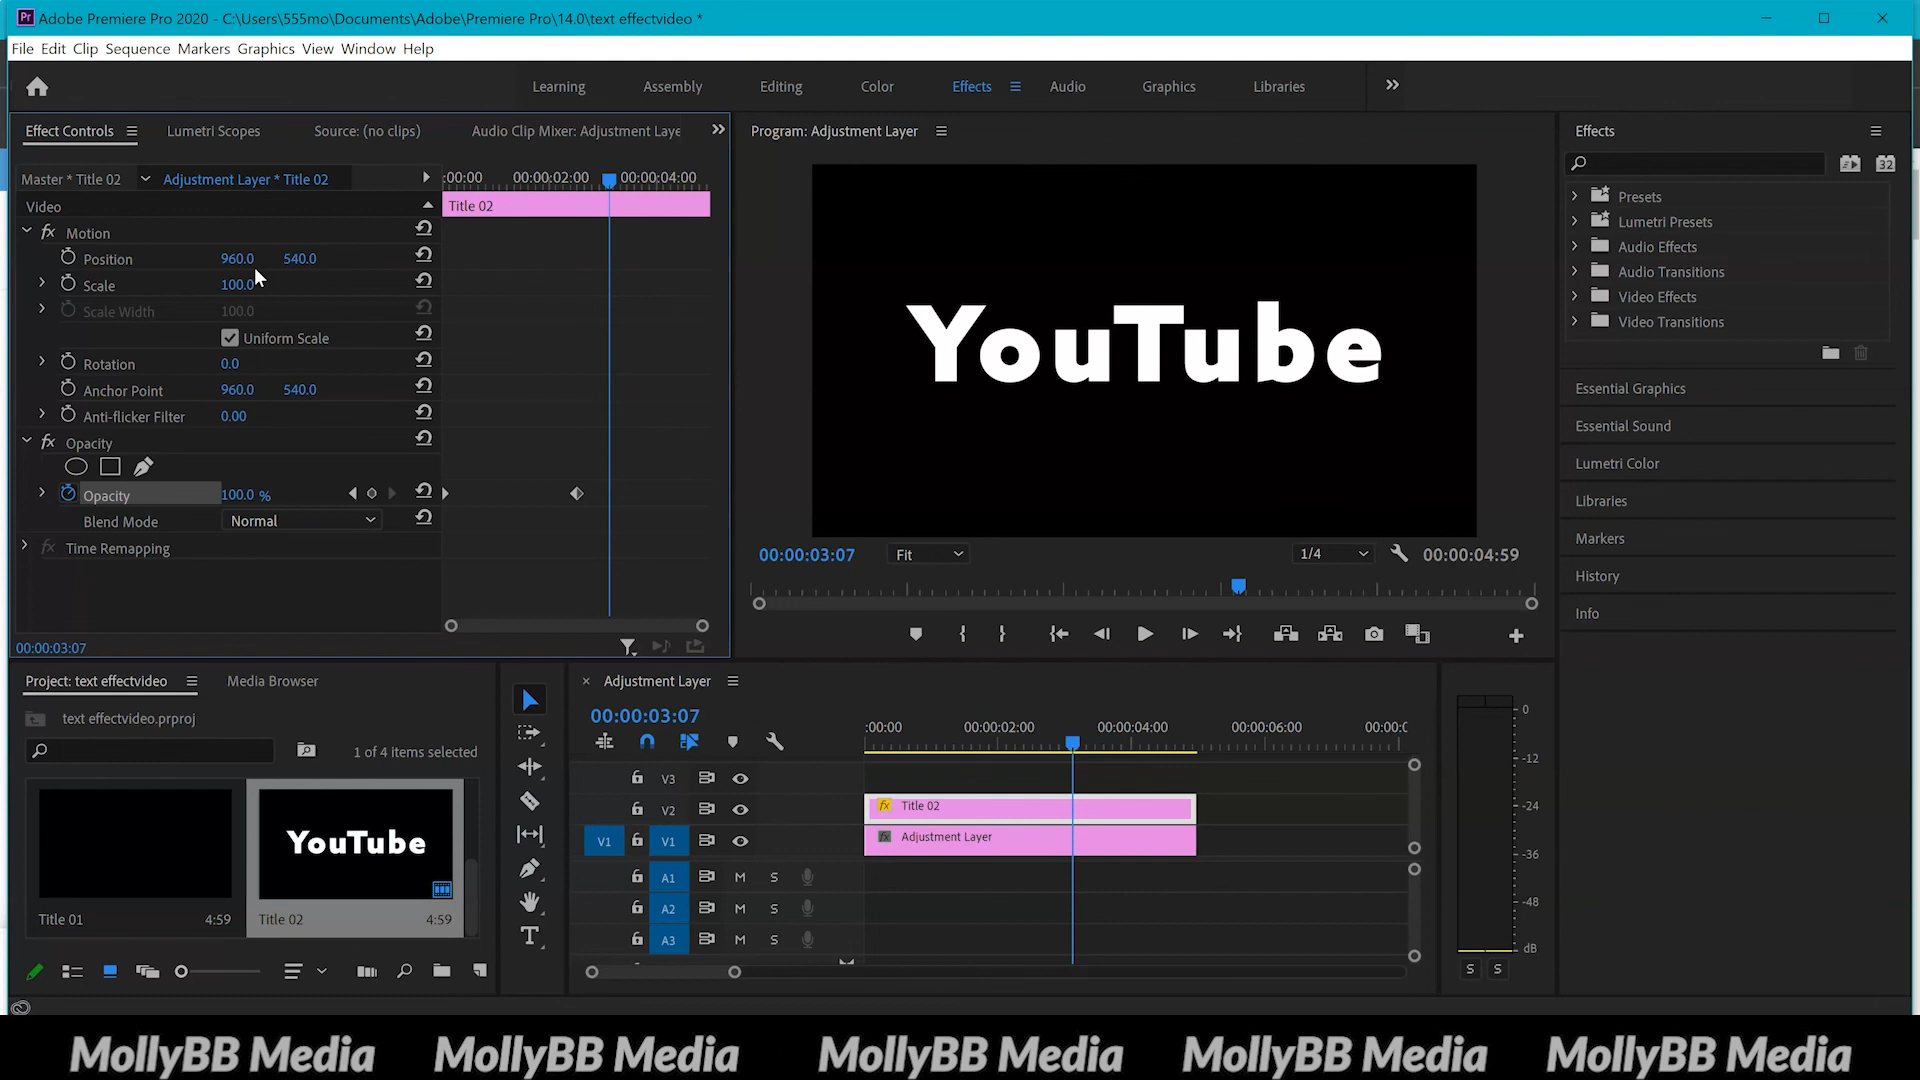 Adobe Premiere Pro 2020 - C:\Users\555mo\Documents\Adobe\Premiere Pro\14.0\text effectvideo *
File Edit Clip Sequence Markers Graphics View Window Help
Learning Assembly Editing Color Effects Audio Graphics Libraries
Effect Controls Lumetri Scopes Source: (no clips) Audio Clip Mixer: Adjustment Laye
Program: Adjustment Layer
Effects
Master * Title 02 Adjustment Layer * Title 02 :00:00 00:00:02:00 00:00:04:00
32
Video Title 02
Motion
Position 960.0 540.0
Scale 100.0
Scale Width 100.0
Uniform Scale
Rotation 0.0
Anchor Point 960.0 540.0
Anti-flicker Filter 0.00
Opacity
Opacity 100.0 %
Blend Mode Normal
Time Remapping
00:00:03:07
YouTube
00:00:03:07 Fit 1/4 00:00:04:59
Presets
Lumetri Presets
Audio Effects
Audio Transitions
Video Effects
Video Transitions
Essential Graphics
Essential Sound
Lumetri Color
Libraries
Markers
History
Info
Project: text effectvideo Media Browser
text effectvideo.prproj
1 of 4 items selected
YouTube
Title 01 4:59 Title 02 4:59
Adjustment Layer
00:00:03:07
:00:00 00:00:02:00 00:00:04:00 00:00:06:00 00:00:0
V3
V2 Title 02
V1 V1 Adjustment Layer
A1 M S
A2 M S
A3 M S
0
-12
-24
-36
-48
dB
S S
MollyBB Media MollyBB Media MollyBB Media MollyBB Media MollyBB Media